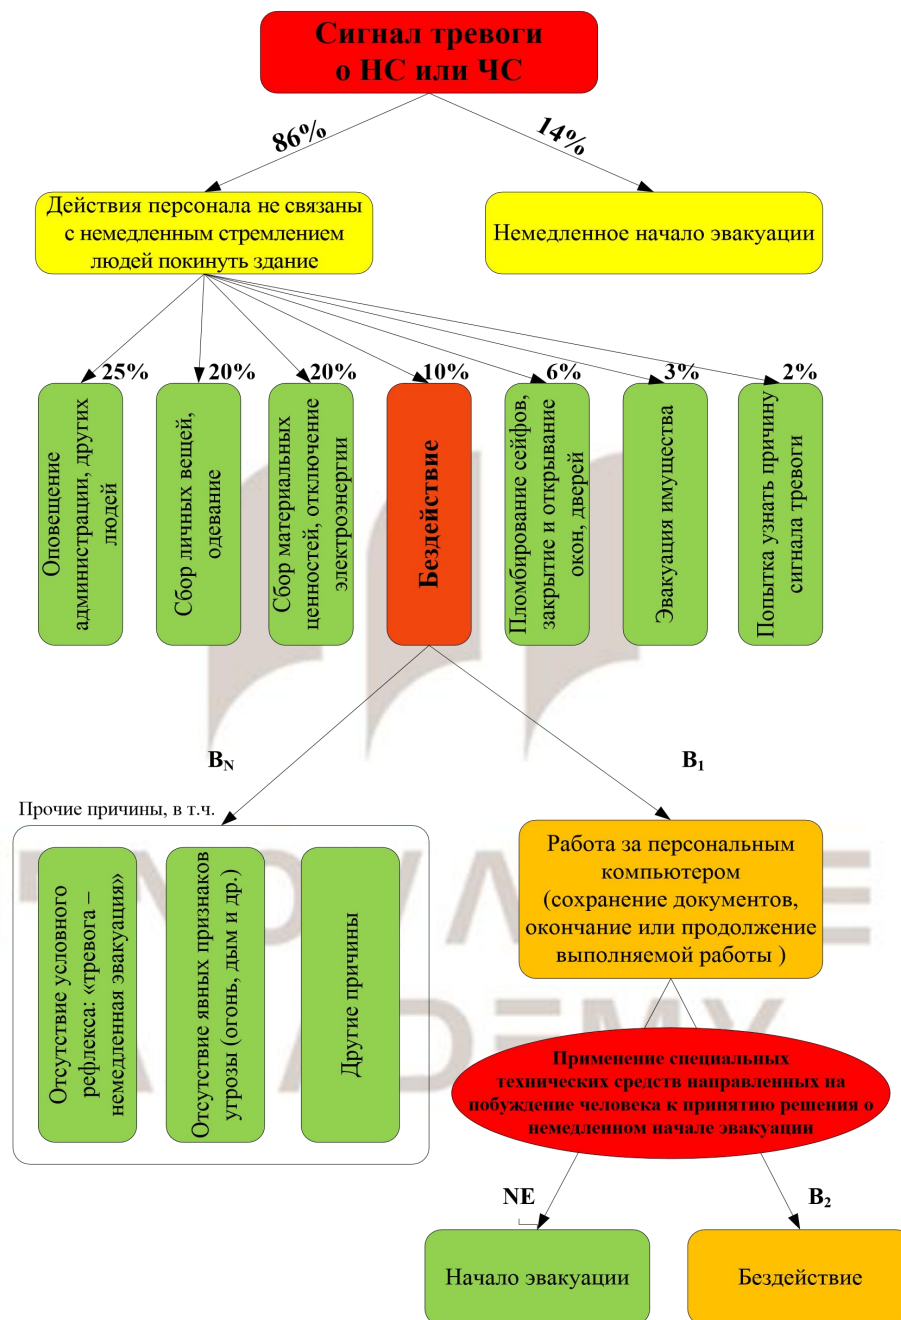 Сигнал тревоги
о НС или ЧС
86%
14%
Действия персонала не связаны
с немедленным стремлением
людей покинуть здание
Немедленное начало эвакуации
25%
20%
20%
10%
6%
3%
2%
Оповещение
администрации, других
людей
Сбор личных вещей,
одевание
Сбор материальных
ценностей, отключение
электроэнергии
Бездействие
Пломбирование сейфов,
закрытие и открывание
окон, дверей
Эвакуация имущества
Попытка узнать причину
сигнала тревоги
B_N
B_1
Прочие причины, в т.ч.
Отсутствие условного
рефлекса: «тревога –
немедленная эвакуация»
Отсутствие явных признаков
угрозы (огонь, дым и др.)
Другие причины
Работа за персональным
компьютером
(сохранение документов,
окончание или продолжение
выполняемой работы )
Применение специальных
технических средств направленных на
побуждение человека к принятию решения о
немедленном начале эвакуации
NE
B_2
Начало эвакуации
Бездействие